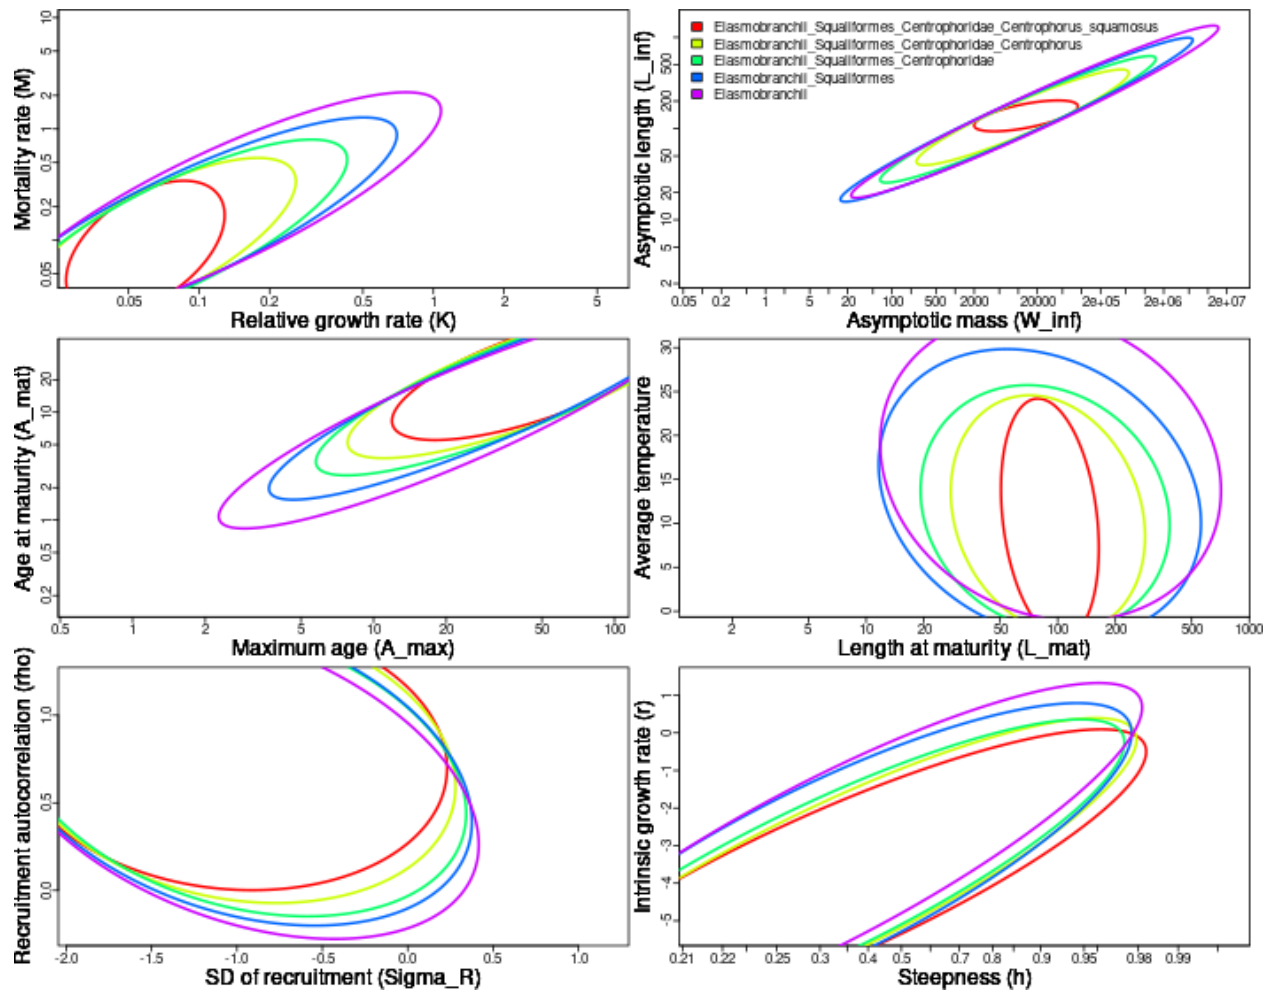 10
5
2
1
0.5
0.2
0.05
Mortality rate (M)
0.05 0.1 0.2 0.5 1 2 5
Relative growth rate (K)
Elasmobranchii_Squaliformes_Centrophoridae_Centrophorus_squamosus
Elasmobranchii_Squaliformes_Centrophoridae_Centrophorus
Elasmobranchii_Squaliformes_Centrophoridae
Elasmobranchii_Squaliformes
Elasmobranchii
500
200
50
20
10
5
2
Asymptotic length (L_inf)
0.05 0.2 1 5 20 100 500 2000 20000 2e+05 2e+06 2e+07
Asymptotic mass (W_inf)
20
10
5
2
1
0.5
0.2
Age at maturity (A_mat)
0.5 1 2 5 10 20 50 100
Maximum age (A_max)
30
25
20
15
10
5
0
Average temperature
2 5 10 20 50 100 200 500 1000
Length at maturity (L_mat)
1.0
0.5
0.0
Recruitment autocorrelation (rho)
-2.0 -1.5 -1.0 -0.5 0.0 0.5 1.0
SD of recruitment (Sigma_R)
1
0
-1
-2
-3
-4
-5
Intrinsic growth rate (r)
0.21 0.22 0.25 0.3 0.4 0.5 0.7 0.8 0.9 0.95 0.98 0.99
Steepness (h)